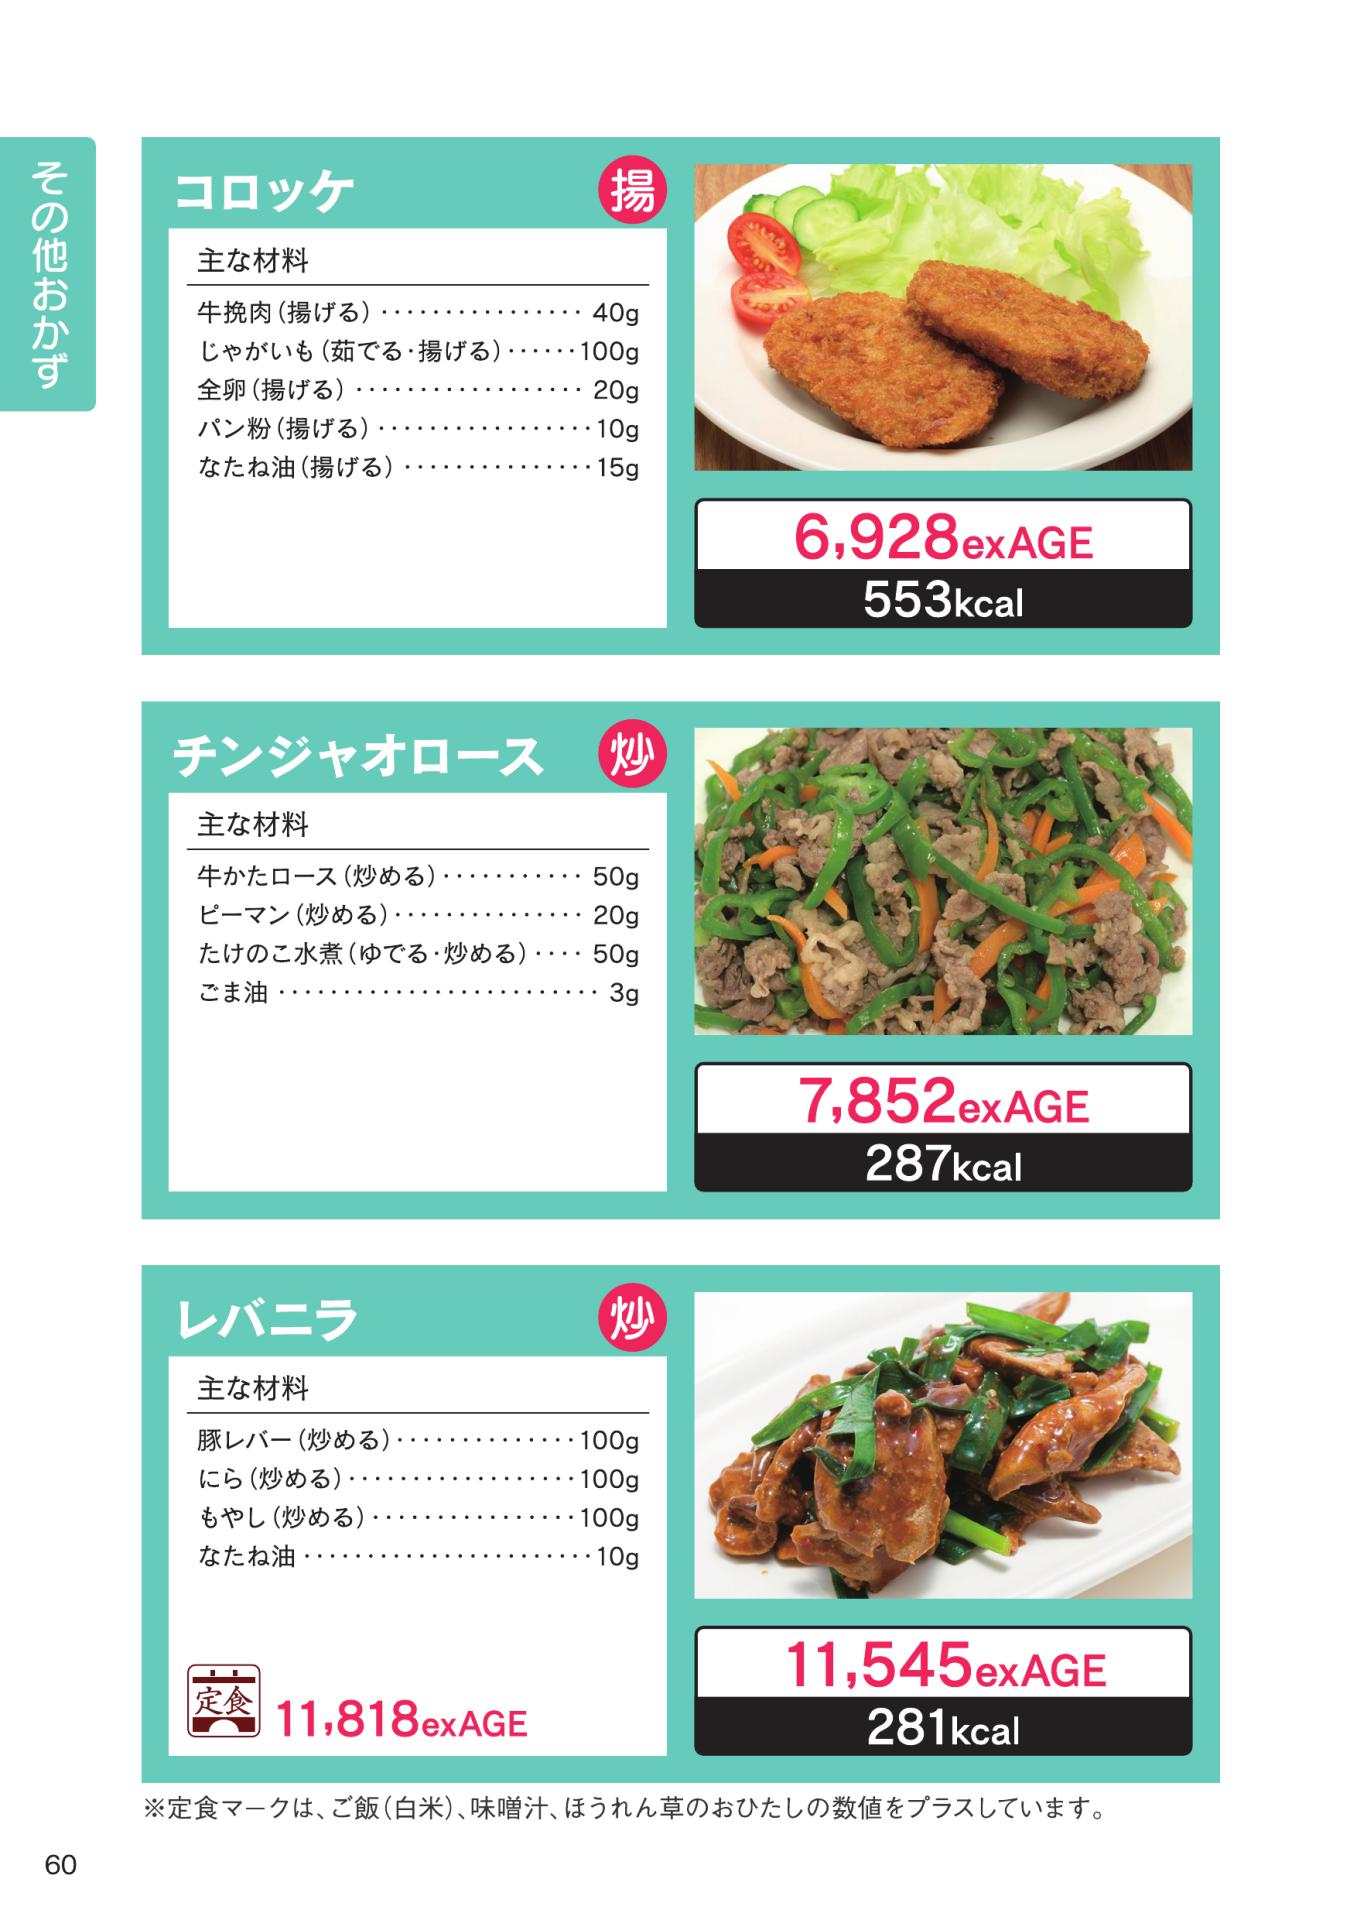 その他おかず
コロッケ
揚
主な材料
牛挽肉（揚げる）················ 40g
じゃがいも（茹でる・揚げる）······100g
全卵（揚げる）·················· 20g
パン粉（揚げる）·················10g
なたね油（揚げる）···············15g
6,928exAGE
553kcal
チンジャオロース
炒
主な材料
牛かたロース（炒める）··········· 50g
ピーマン（炒める）··············· 20g
たけのこ水煮（ゆでる・炒める）···· 50g
ごま油························· 3g
7,852exAGE
287kcal
レバニラ
炒
主な材料
豚レバー（炒める）··············100g
にら（炒める）··················100g
もやし（炒める）················100g
なたね油·······················10g
定食
11,818exAGE
11,545exAGE
281kcal
※定食マークは、ご飯（白米）、味噌汁、ほうれん草のおひたしの数値をプラスしています。
60